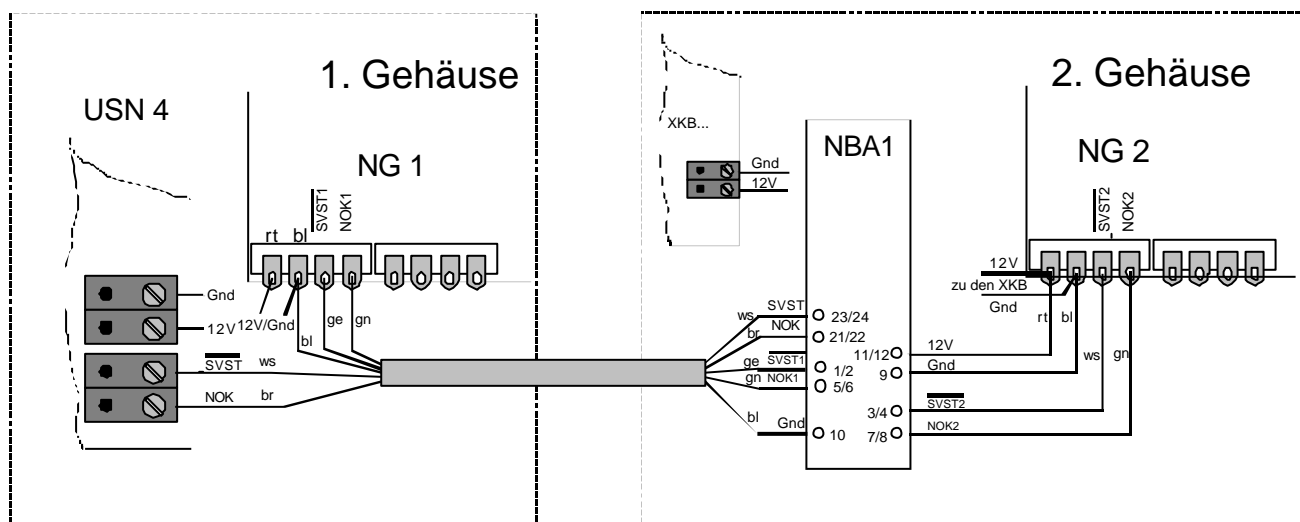 1. Gehäuse
USN 4
NG 1
SVST1
NOK1
rt bl
Gnd
12V
12V/Gnd
bl
ge
gn
SVST ws
NOK br
2. Gehäuse
XKB...
Gnd
12V
NBA1
NG 2
SVST2
NOK2
12V
zu den XKB
Gnd
rt bl
ws
gn
ws SVST 23/24
br NOK 21/22
ge SVST1 1/2
gn NOK1 5/6
bl Gnd 10
11/12 12V
9 Gnd
3/4 SVST2
7/8 NOK2